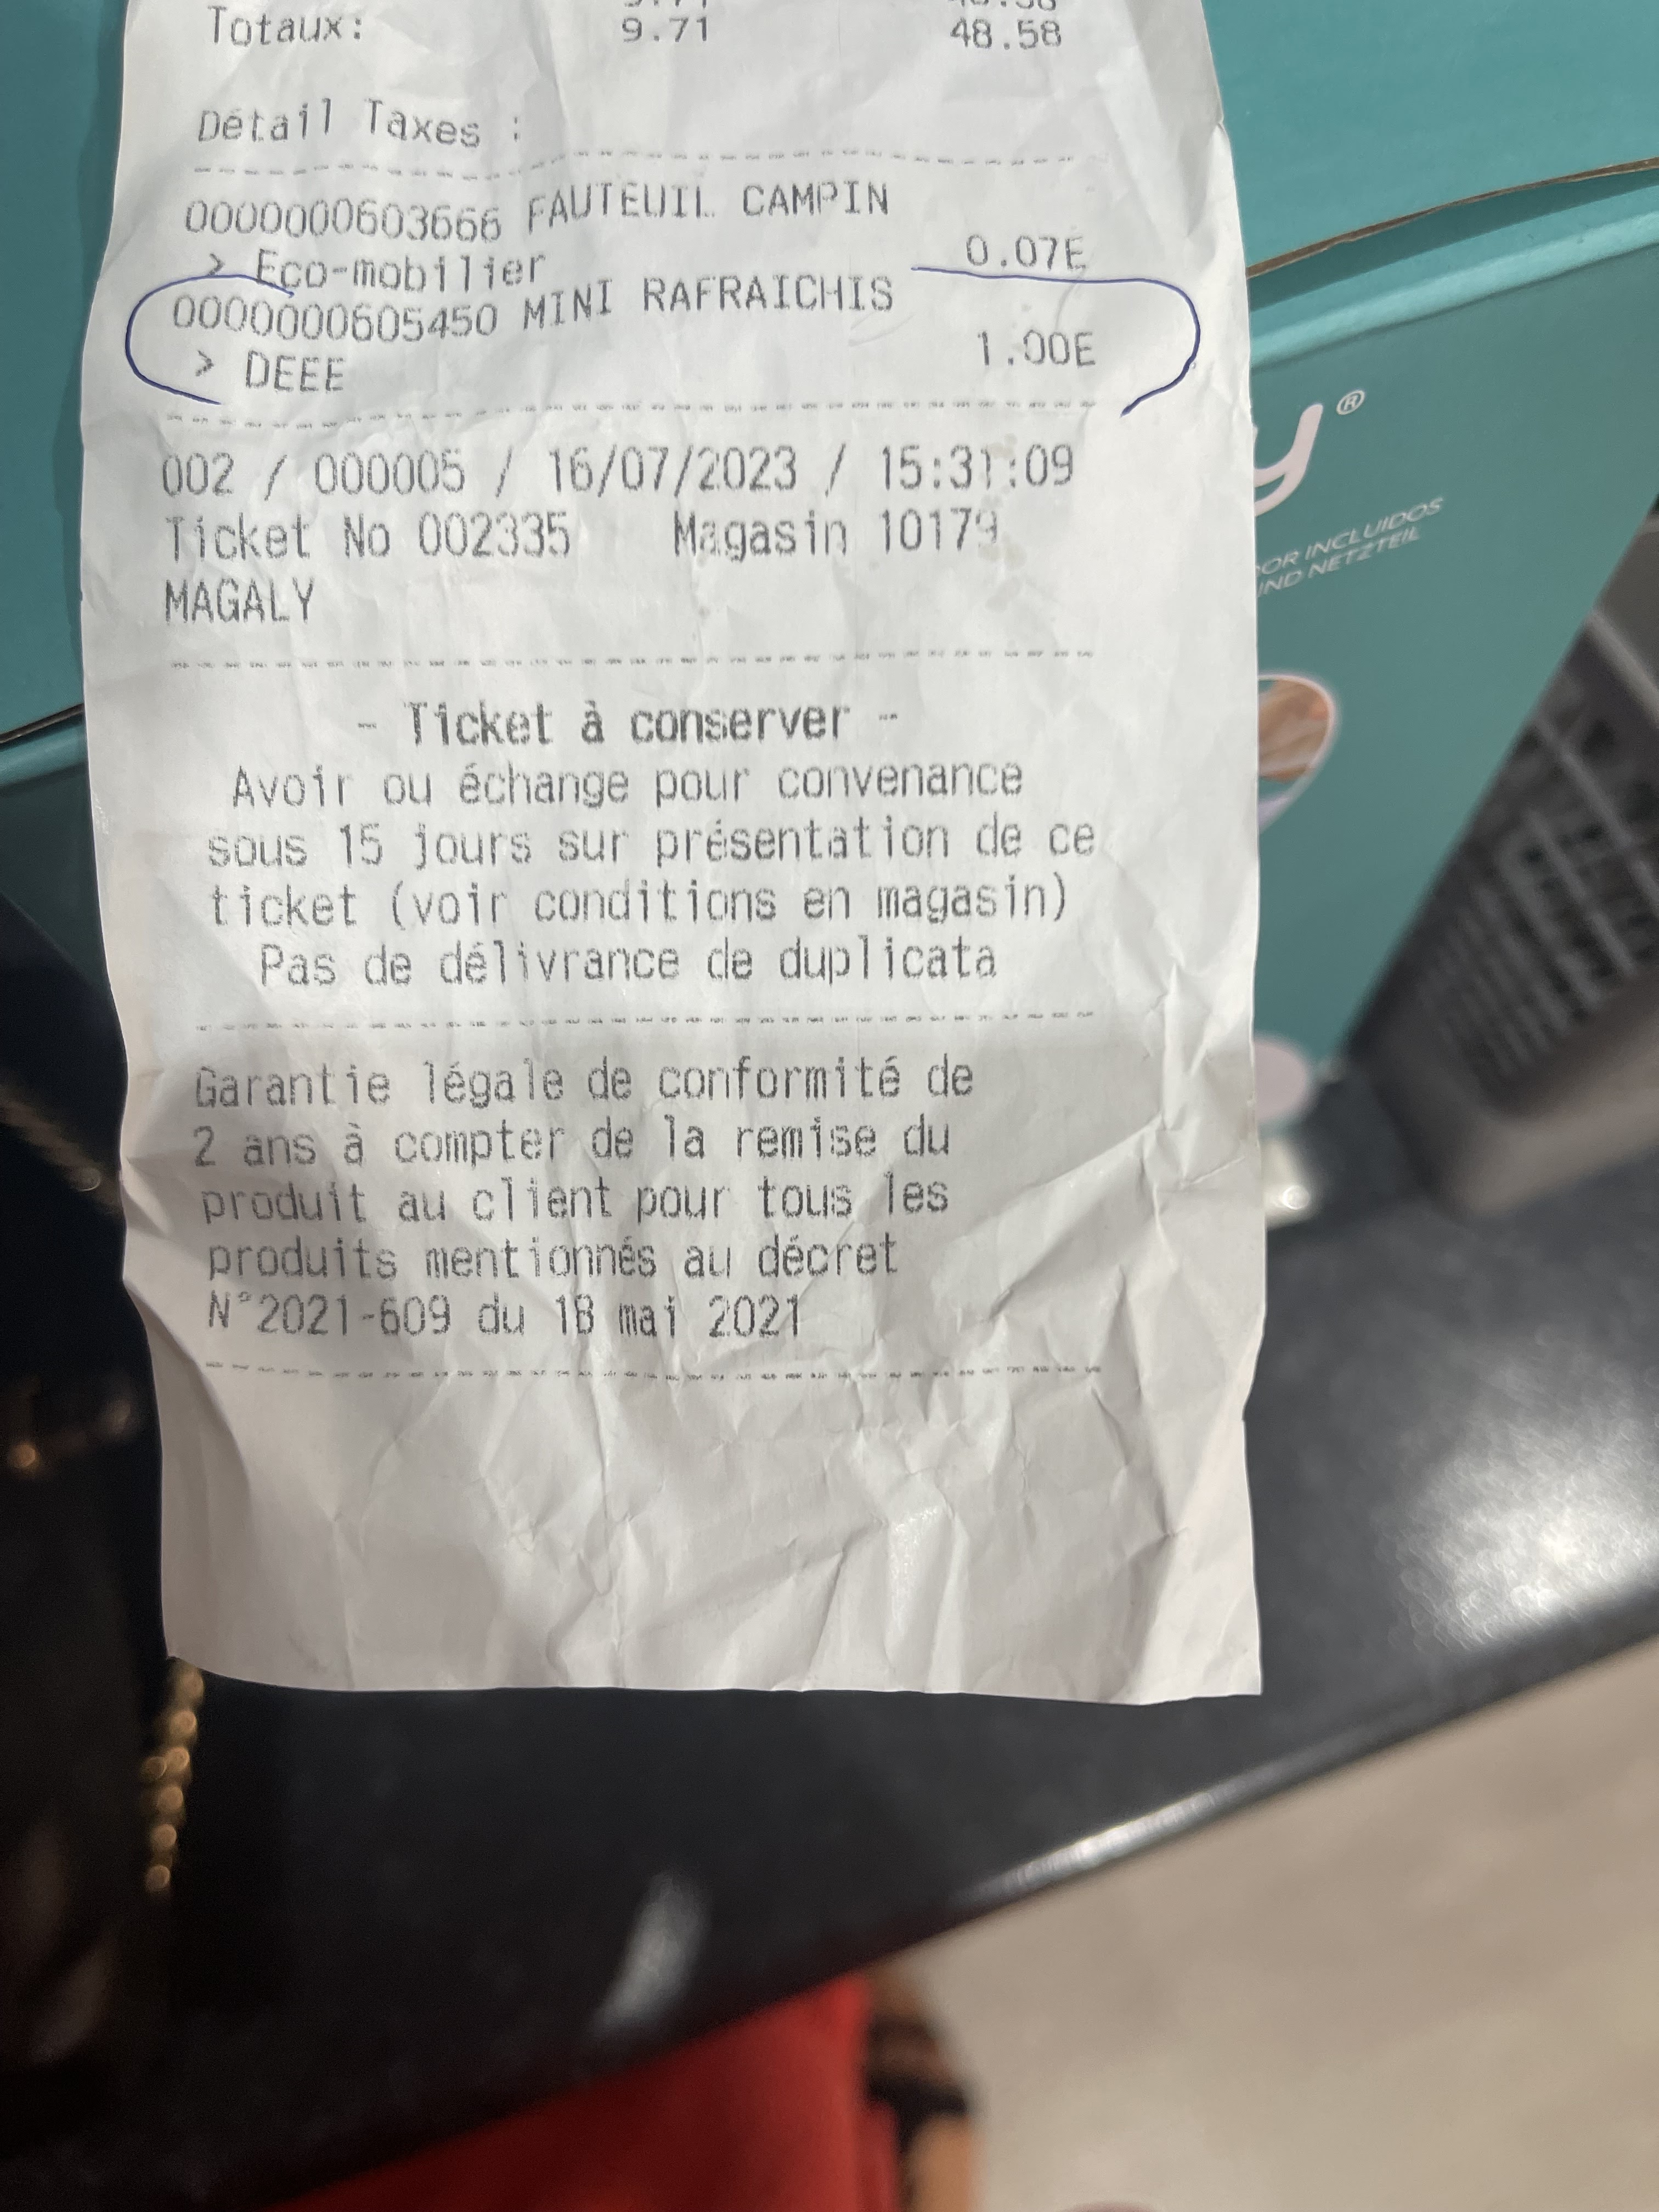 Totaux: 9.71 48.58
Détail Taxes :
0000000603666 FAUTEUIL CAMPIN
> Eco-mobilier 0.07E
0000000605450 MINI RAFRAICHIS
> DEEE 1.00E
002 / 000005 / 16/07/2023 / 15:31:09
Ticket No 002335 Magasin 10179
MAGALY
- Ticket à conserver -
Avoir ou échange pour convenance
sous 15 jours sur présentation de ce
ticket (voir conditions en magasin)
Pas de délivrance de duplicata
Garantie légale de conformité de
2 ans à compter de la remise du
produit au client pour tous les
produits mentionnés au décret
N°2021-609 du 18 mai 2021
y®
INCLUIDOS
UND NETZTEIL